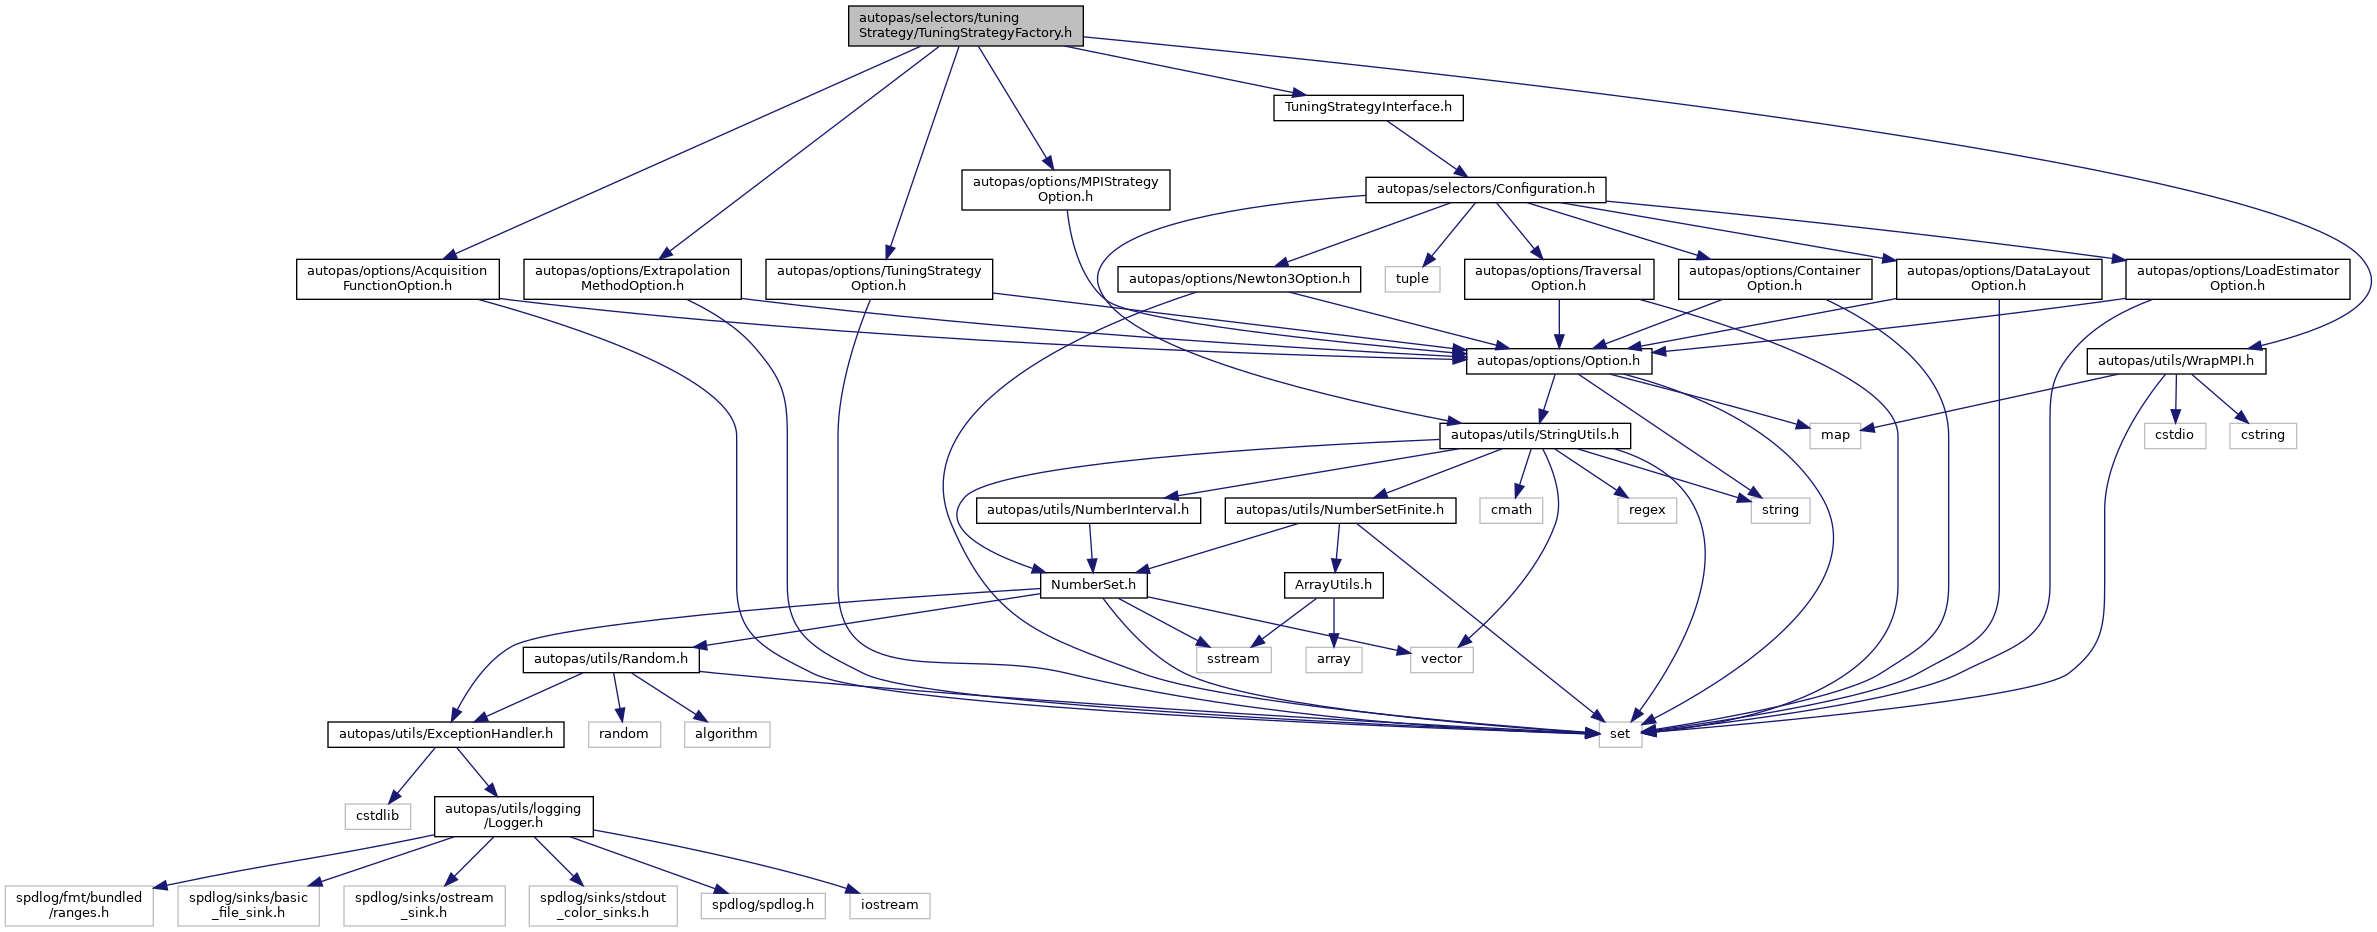 autopas/selectors/tuning
Strategy/TuningStrategyFactory.h
TuningStrategyInterface.h
autopas/options/MPIStrategy
Option.h
autopas/selectors/Configuration.h
autopas/options/Acquisition
FunctionOption.h
autopas/options/Extrapolation
MethodOption.h
autopas/options/TuningStrategy
Option.h
autopas/options/Newton3Option.h
tuple
autopas/options/Traversal
Option.h
autopas/options/Container
Option.h
autopas/options/DataLayout
Option.h
autopas/options/LoadEstimator
Option.h
autopas/options/Option.h
autopas/utils/WrapMPI.h
autopas/utils/StringUtils.h
map
cstdio
cstring
autopas/utils/NumberInterval.h
autopas/utils/NumberSetFinite.h
cmath
regex
string
NumberSet.h
ArrayUtils.h
autopas/utils/Random.h
sstream
array
vector
autopas/utils/ExceptionHandler.h
random
algorithm
set
cstdlib
autopas/utils/logging
/Logger.h
spdlog/fmt/bundled
/ranges.h
spdlog/sinks/basic
_file_sink.h
spdlog/sinks/ostream
_sink.h
spdlog/sinks/stdout
_color_sinks.h
spdlog/spdlog.h
iostream